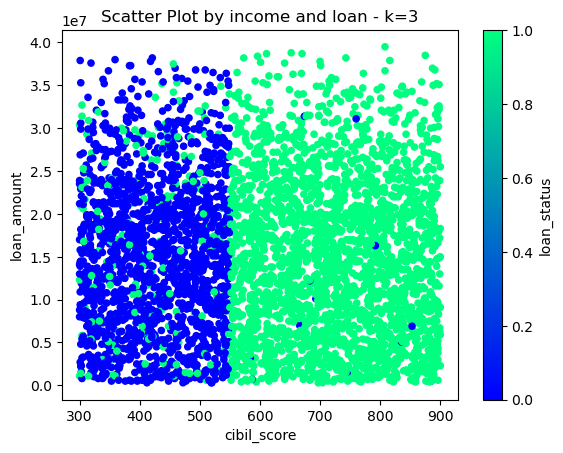 Scatter Plot by income and loan - k=3
1e7
4.0
3.5
3.0
2.5
2.0
1.5
1.0
0.5
0.0
loan_amount
300 400 500 600 700 800 900
cibil_score
1.0
0.8
0.6
0.4
0.2
0.0
loan_status